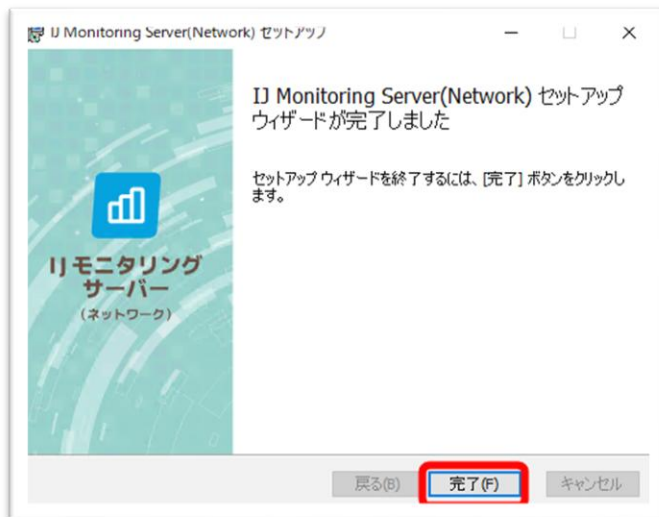 IJ Monitoring Server(Network) セットアップ
IJ Monitoring Server(Network) セットアップ
ウィザードが完了しました
セットアップ ウィザードを終了するには、[完了] ボタンをクリックし
ます。
IJ モニタリング
サーバー
(ネットワーク)
戻る(B)
完了(F)
キャンセル